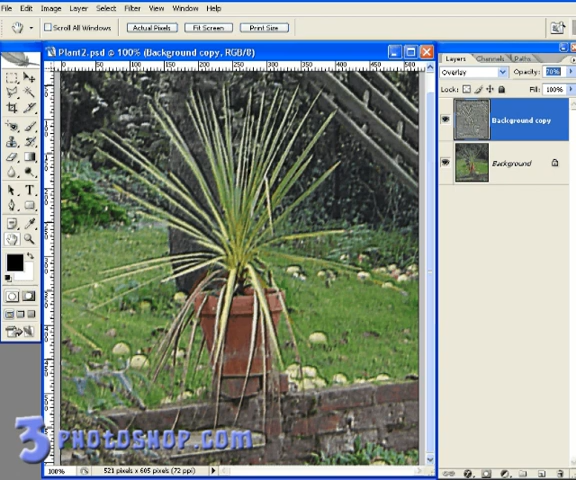 File Edit Image Layer Select Filter View Window Help
Scroll All Windows Actual Pixels Fit Screen Print Size
Plant2.psd @ 100% (Background copy, RGB/8)
Layers Channels Paths
Overlay Opacity: 70%
Lock: Fill: 100%
Background copy
Background
3 PHOTOSHOP.COM
100% 521 pixels x 605 pixels (72 ppi)